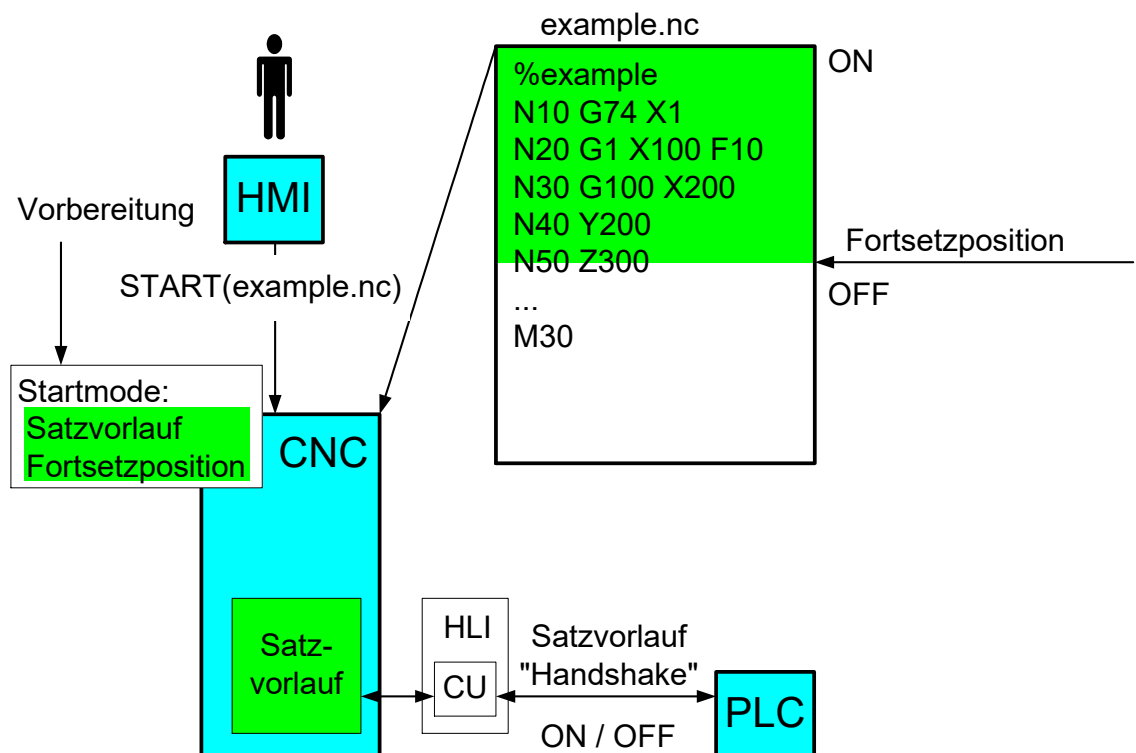 example.nc
%example
N10 G74 X1
N20 G1 X100 F10
N30 G100 X200
N40 Y200
N50 Z300
...
M30
ON
Fortsetzposition
OFF
HMI
Vorbereitung
START(example.nc)
Startmode:
Satzvorlauf
Fortsetzposition
CNC
Satz-
vorlauf
HLI
CU
Satzvorlauf
"Handshake"
ON / OFF
PLC